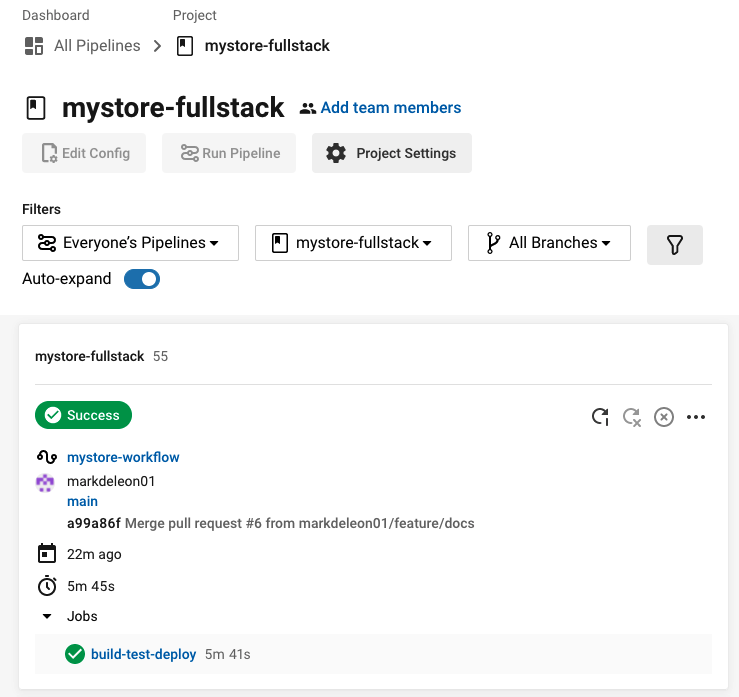 Dashboard Project
All Pipelines mystore-fullstack
mystore-fullstack Add team members
Edit Config Run Pipeline Project Settings
Filters
Everyone’s Pipelines mystore-fullstack All Branches
Auto-expand
mystore-fullstack 55
Success
mystore-workflow
markdeleon01
main
a99a86f Merge pull request #6 from markdeleon01/feature/docs
22m ago
5m 45s
Jobs
build-test-deploy 5m 41s